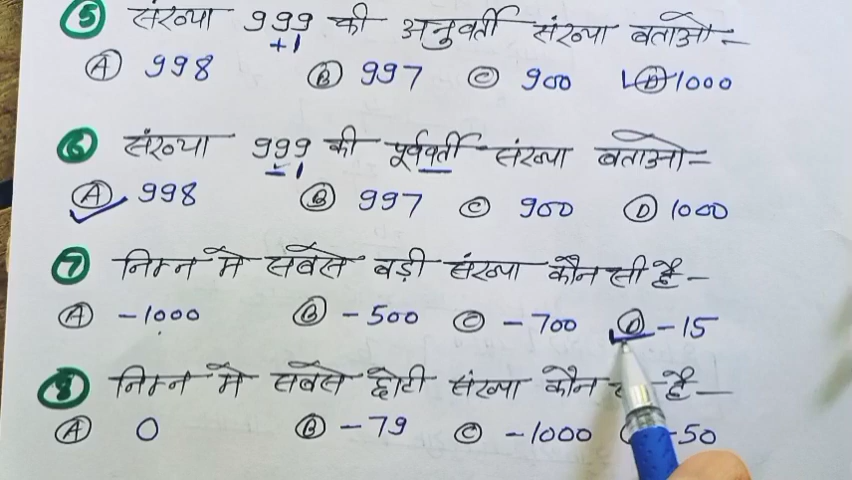 5 संख्या 999 की अनुवर्ती संख्या बताओ-
+1
A 998 B 997 C 900 D 1000
6 संख्या 999 की पूर्ववर्ती संख्या बताओ-
-1
A 998 B 997 C 900 D 1000
7 निम्न में सबसे बड़ी संख्या कौन सी है-
A -1000 B -500 C -700 D -15
8 निम्न में सबसे छोटी संख्या कौन है-
A 0 B -79 C -1000 -50